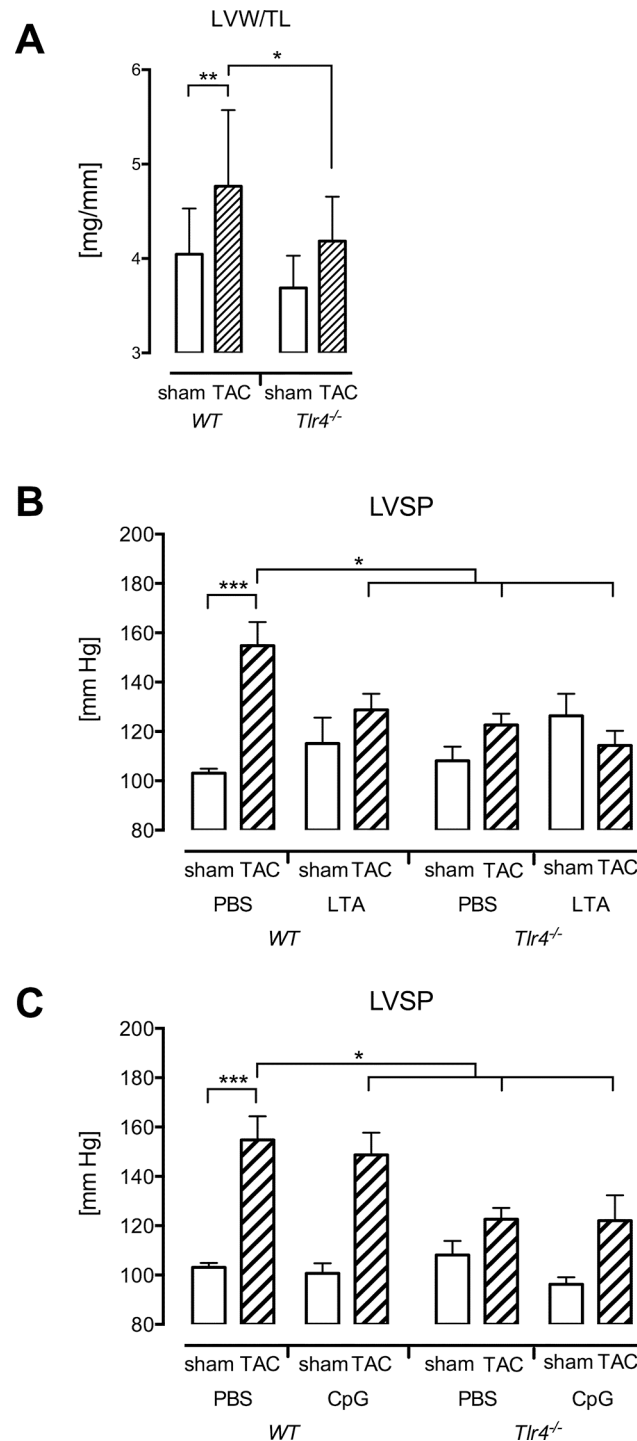 A
LVW/TL
[mg/mm]
6
5
4
3
**
*
sham TAC sham TAC
WT Tlr4-/-
B
LVSP
[mm Hg]
200
180
160
140
120
100
80
***
*
sham TAC sham TAC sham TAC sham TAC
PBS LTA PBS LTA
WT Tlr4-/-
C
LVSP
[mm Hg]
200
180
160
140
120
100
80
***
*
sham TAC sham TAC sham TAC sham TAC
PBS CpG PBS CpG
WT Tlr4-/-